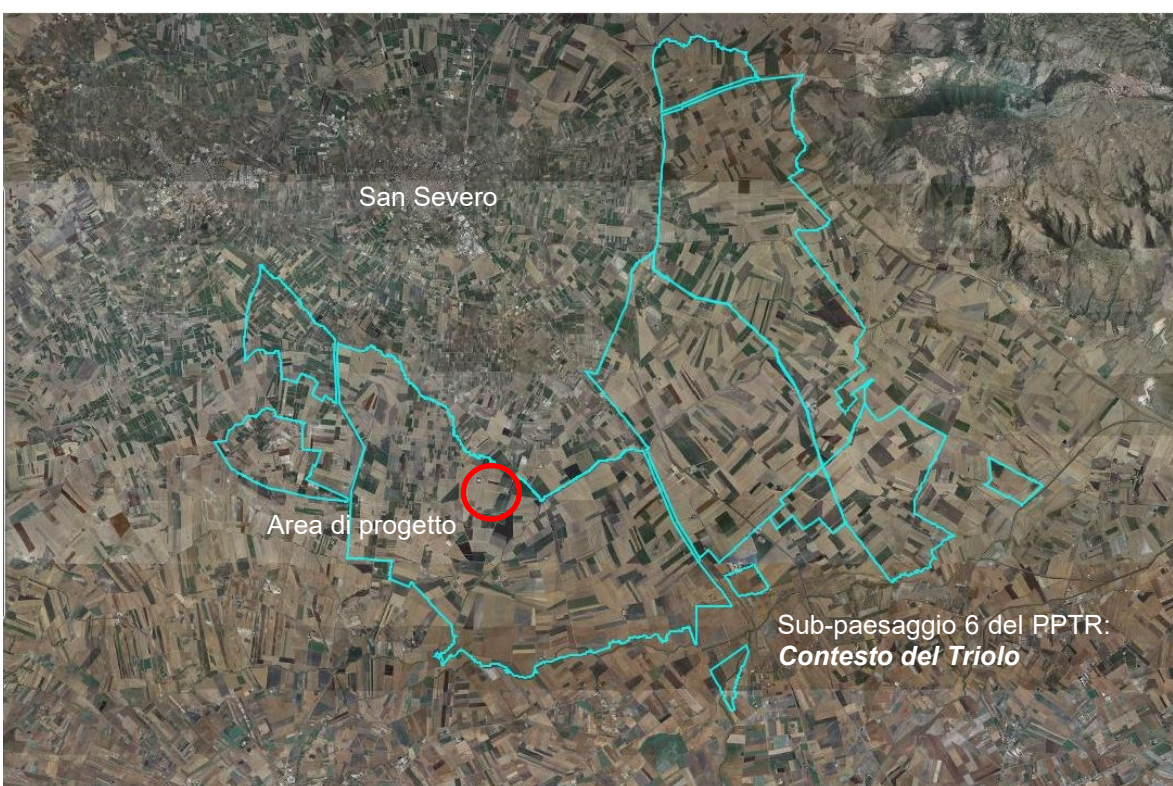 San Severo
Area di progetto
Sub-paesaggio 6 del PPTR:
Contesto del Triolo